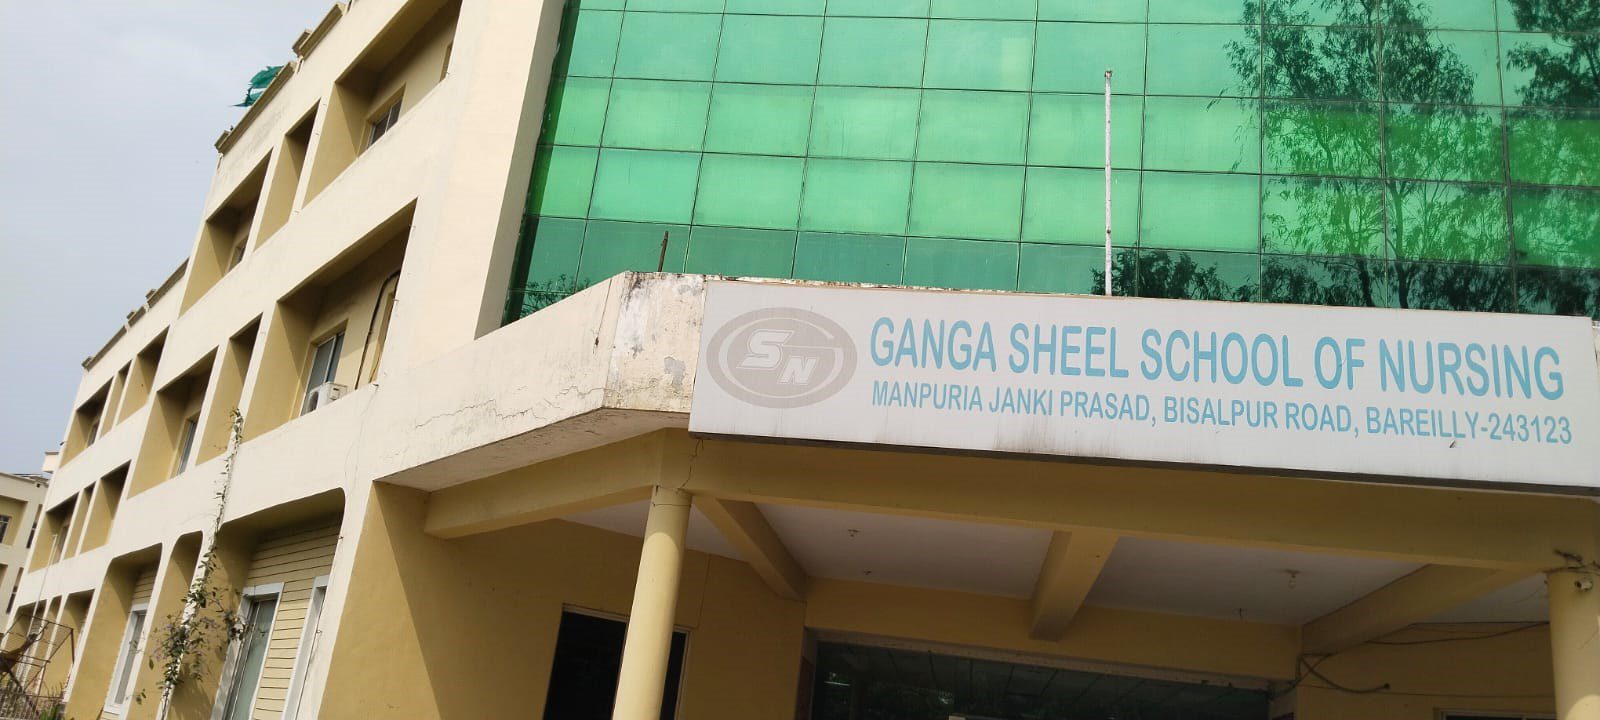 SN
GANGA SHEEL SCHOOL OF NURSING
MANPURIA JANKI PRASAD, BISALPUR ROAD, BAREILLY-243123